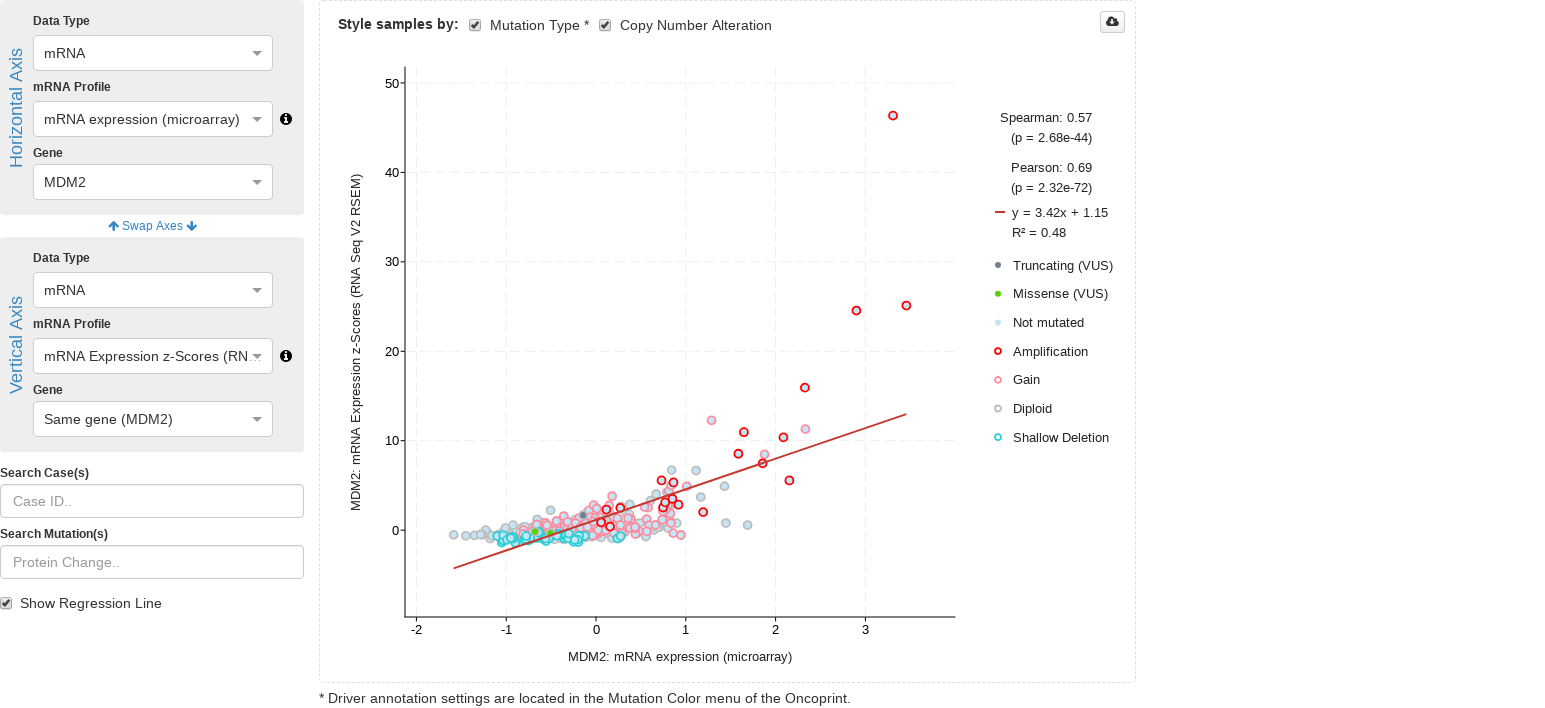 Horizontal Axis
Data Type
mRNA
mRNA Profile
mRNA expression (microarray)
Gene
MDM2
Swap Axes
Vertical Axis
Data Type
mRNA
mRNA Profile
mRNA Expression z-Scores (RN...
Gene
Same gene (MDM2)
Search Case(s)
Case ID..
Search Mutation(s)
Protein Change..
Show Regression Line
Style samples by: Mutation Type * Copy Number Alteration
MDM2: mRNA Expression z-Scores (RNA Seq V2 RSEM)
50
40
30
20
10
0
-2 -1 0 1 2 3
MDM2: mRNA expression (microarray)
Spearman: 0.57
(p = 2.68e-44)
Pearson: 0.69
(p = 2.32e-72)
y = 3.42x + 1.15
R² = 0.48
Truncating (VUS)
Missense (VUS)
Not mutated
Amplification
Gain
Diploid
Shallow Deletion
* Driver annotation settings are located in the Mutation Color menu of the Oncoprint.